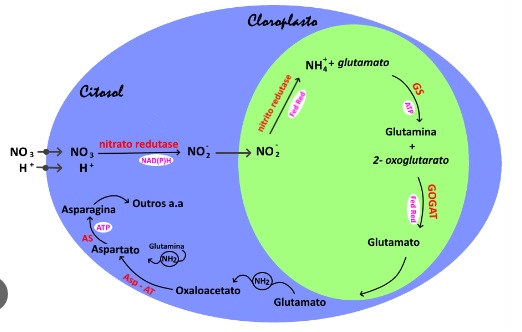 Cloroplasto
Citosol
NH4+ + glutamato
nitrito redutase
Fed Red
GS
ATP
Glutamina
+
2- oxoglutarato
NO3-
H+
NO3-
H+
nitrato redutase
NAD(P)H
NO2-
NO2-
GOGAT
Fed Red
Glutamato
Asparagina
Outros a.a
ATP
AS
Aspartato
Glutamina
NH2
Asp - AT
Oxaloacetato
NH2
Glutamato